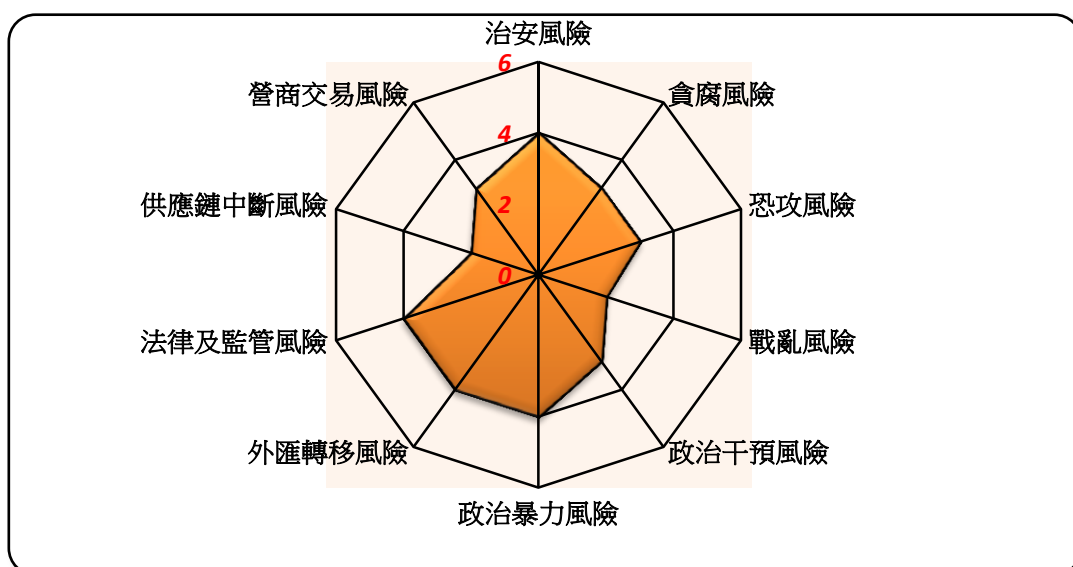 治安風險
6
營商交易風險
貪腐風險
4
供應鏈中斷風險
2
恐攻風險
0
法律及監管風險
戰亂風險
外匯轉移風險
政治干預風險
政治暴力風險